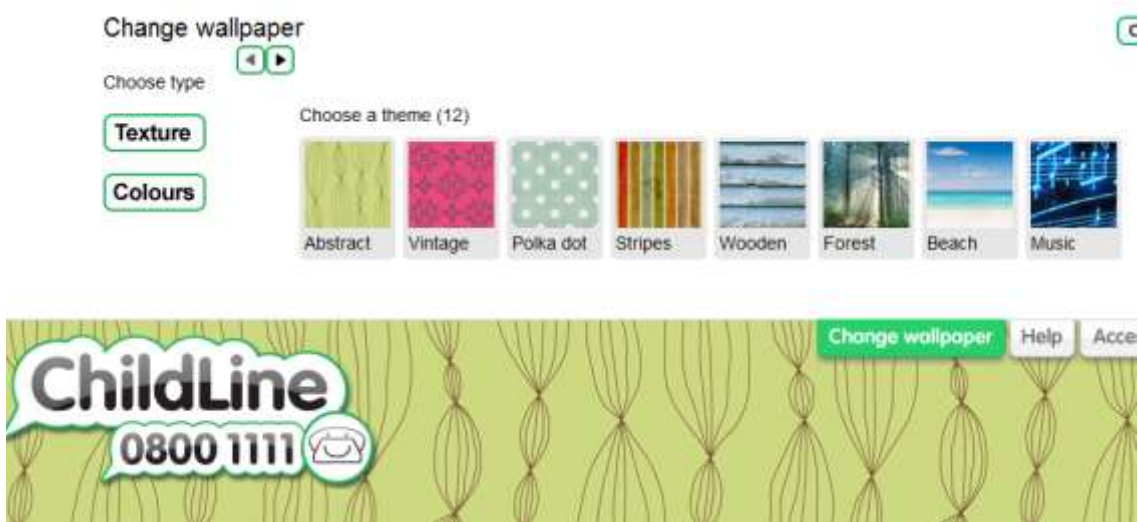 Change wallpaper
Choose type
Texture
Colours
Choose a theme (12)
Abstract Vintage Polka dot Stripes Wooden Forest Beach Music
Change wallpaper Help Acce
ChildLine
0800 1111